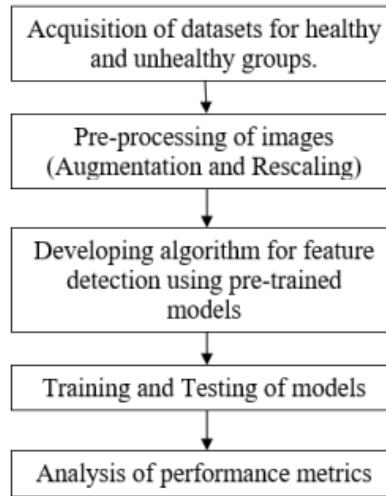 Acquisition of datasets for healthy
and unhealthy groups.
Pre-processing of images
(Augmentation and Rescaling)
Developing algorithm for feature
detection using pre-trained
models
Training and Testing of models
Analysis of performance metrics